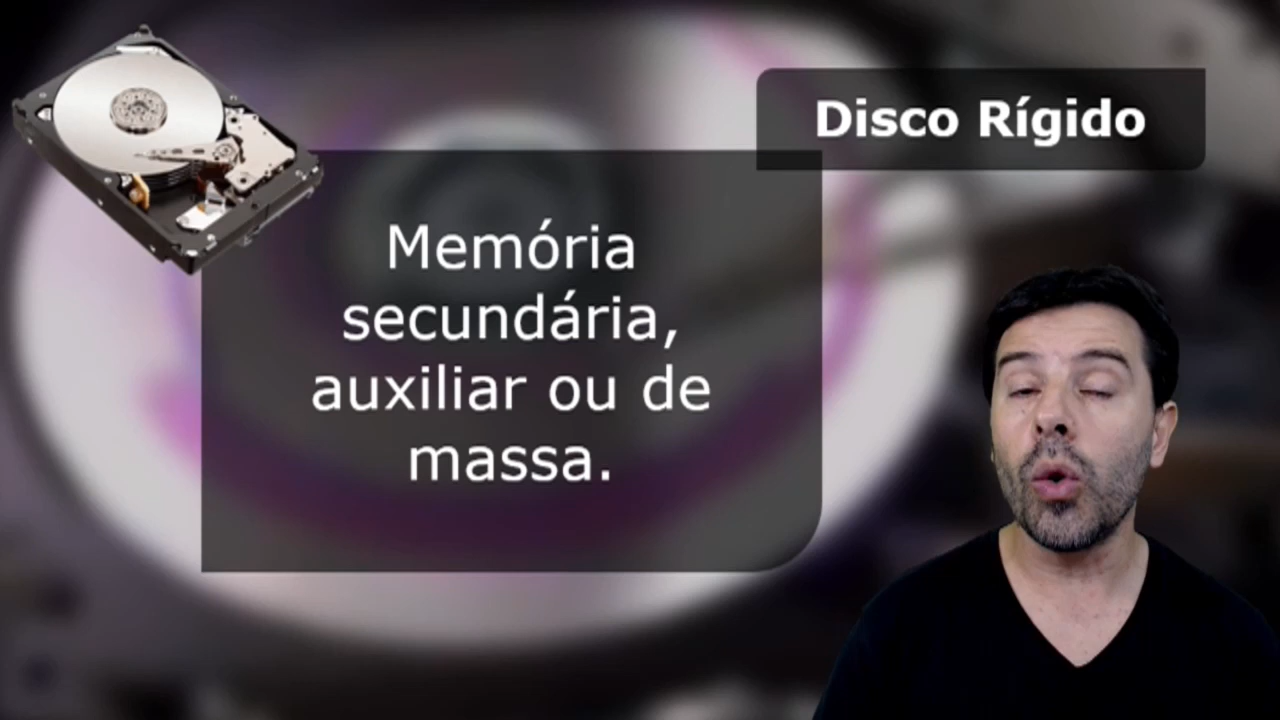 Disco Rígido
Memória
secundária,
auxiliar ou de
massa.